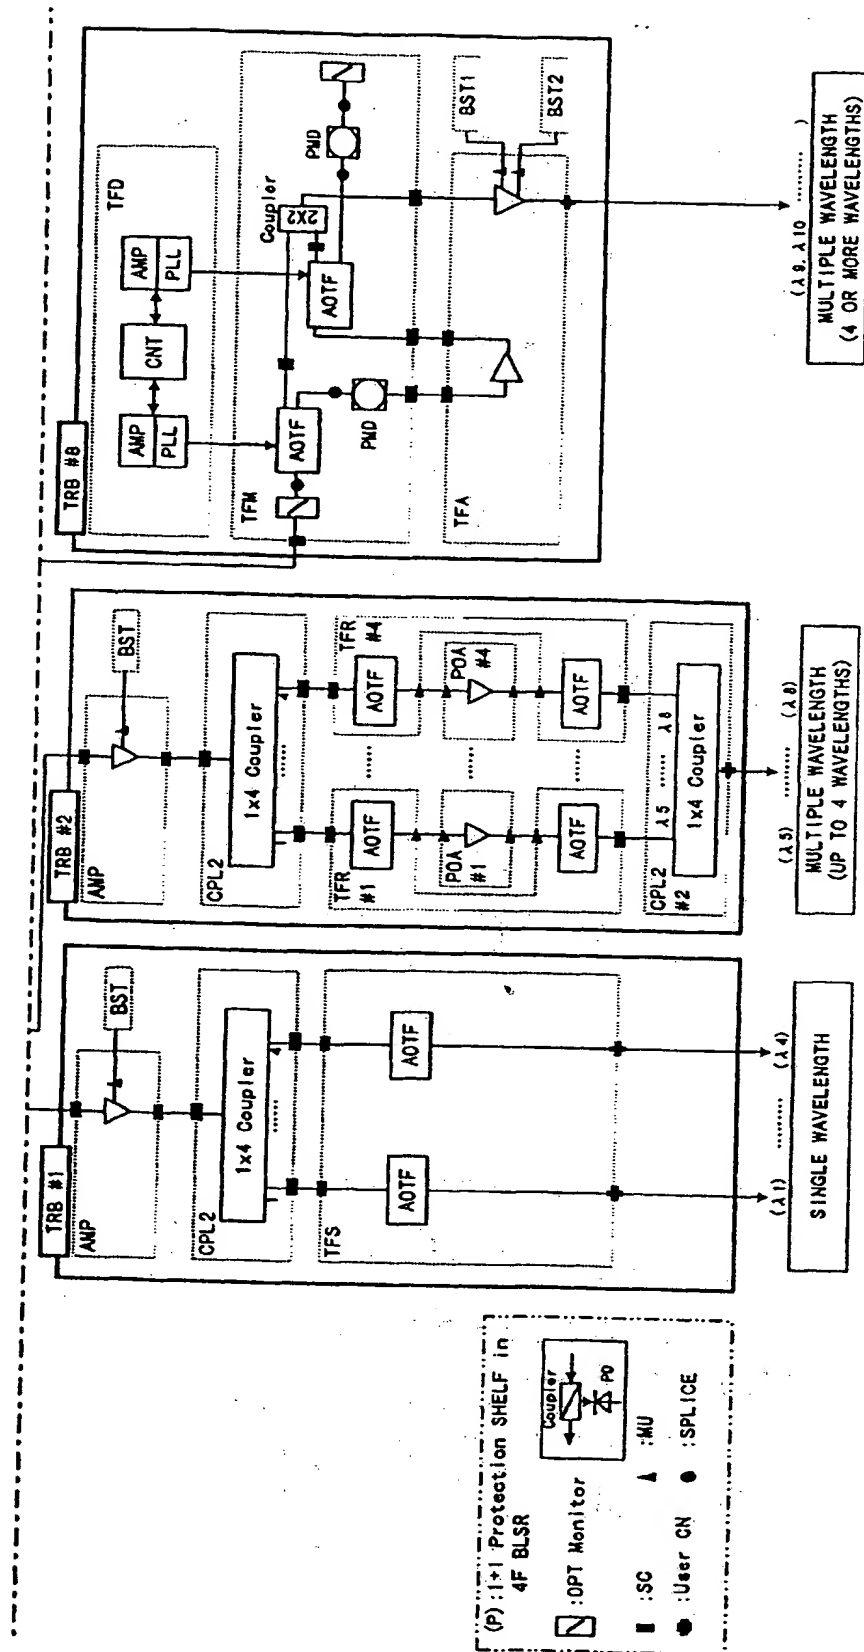 TRB #1
AMP
BST
CPL2
1x4 Coupler
......
TFS
AOTF
AOTF
(λ1) ......... (λ4)
SINGLE WAVELENGTH
TRB #2
AMP
BST
CPL2
1x4 Coupler
......
TFR
#1
AOTF
......
TFR
#4
AOTF
POA
#1
......
POA
#4
AOTF
......
AOTF
λ5 ...... λ8
CPL2
#2
1x4 Coupler
(λ5) ......... (λ8)
MULTIPLE WAVELENGTH
(UP TO 4 WAVELENGTHS)
TRB #8
TFD
AMP
PLL
CNT
AMP
PLL
TFM
AOTF
PMD
AOTF
Coupler
2X2
PMD
TFA
BST1
BST2
(λ9, λ10 ......... )
MULTIPLE WAVELENGTH
(4 OR MORE WAVELENGTHS)
(P) :1+1 Protection SHELF in
4F BLSR
:OPT Monitor
Coupler
PD
:SC
:MU
:User CN
:SPLICE